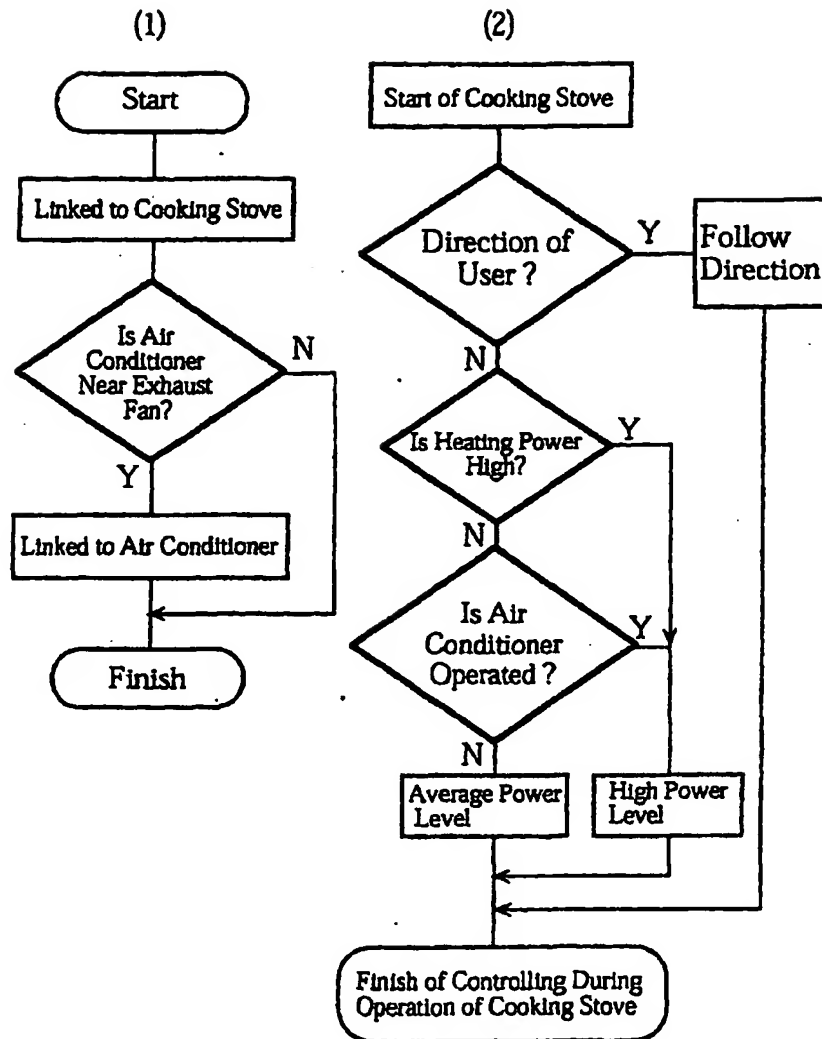 (1)
Start
Linked to Cooking Stove
Is Air
Conditioner
Near Exhaust
Fan?
N
Y
Linked to Air Conditioner
Finish
(2)
Start of Cooking Stove
Direction of
User ?
Y
Follow
Direction
N
Is Heating Power
High?
Y
N
Is Air
Conditioner
Operated ?
Y
N
Average Power
Level
High Power
Level
Finish of Controlling During
Operation of Cooking Stove